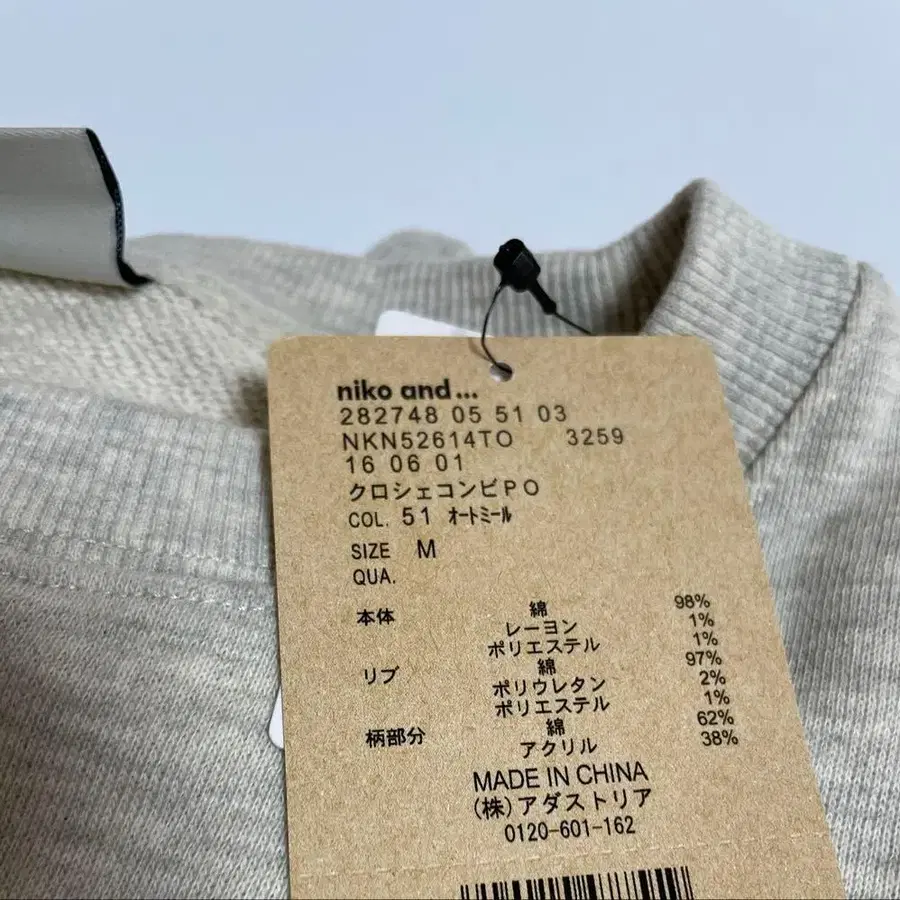 niko and...
282748 05 51 03
NKN52614TO 3259
16 06 01
クロシェコンビPO
COL. 51 ｵｰﾄﾐｰﾙ
SIZE M
QUA.
本体 綿 98%
レーヨン 1%
ポリエステル 1%
リブ 綿 97%
ポリウレタン 2%
ポリエステル 1%
柄部分 綿 62%
アクリル 38%
MADE IN CHINA
(株)アダストリア
0120-601-162